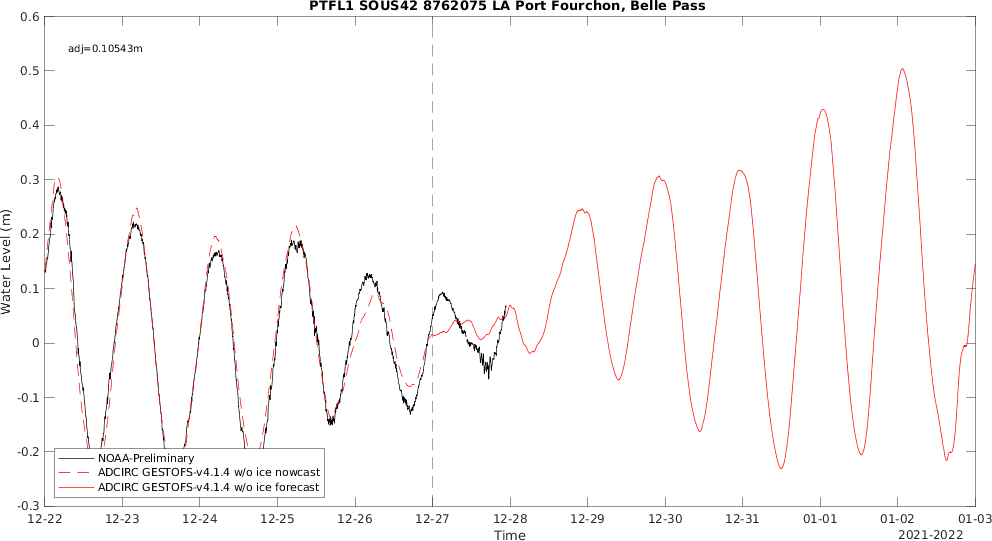 PTFL1 SOUS42 8762075 LA Port Fourchon, Belle Pass
adj=0.10543m
0.6
0.5
0.4
0.3
0.2
0.1
0
-0.1
-0.2
-0.3
Water Level (m)
NOAA-Preliminary
ADCIRC GESTOFS-v4.1.4 w/o ice nowcast
ADCIRC GESTOFS-v4.1.4 w/o ice forecast
12-22 12-23 12-24 12-25 12-26 12-27 12-28 12-29 12-30 12-31 01-01 01-02 01-03
Time
2021-2022